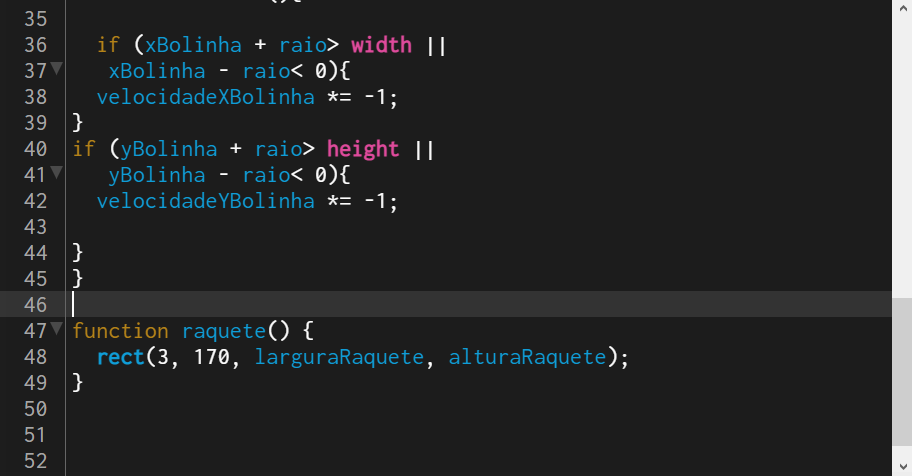 35
36 if (xBolinha + raio> width ||
37 xBolinha - raio< 0){
38 velocidadeXBolinha *= -1;
39 }
40 if (yBolinha + raio> height ||
41 yBolinha - raio< 0){
42 velocidadeYBolinha *= -1;
43
44 }
45 }
46
47 function raquete() {
48 rect(3, 170, larguraRaquete, alturaRaquete);
49 }
50
51
52